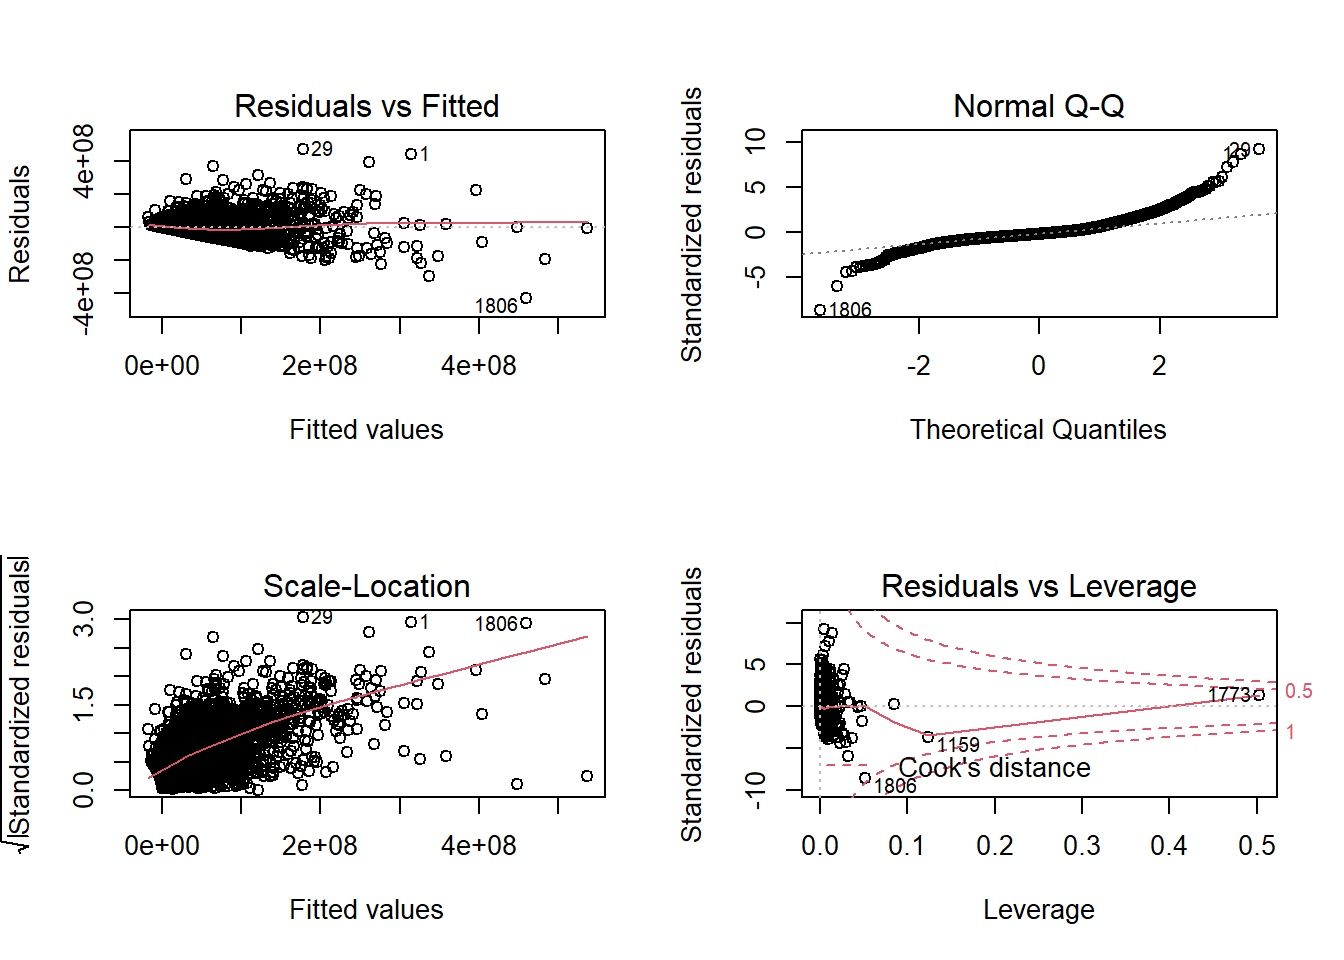 Residuals vs Fitted
Residuals
4e+08
-4e+08
29
1
1806
0e+00 2e+08 4e+08
Fitted values
Normal Q-Q
Standardized residuals
10
5
0
-5
29
1806
-2 0 2
Theoretical Quantiles
Scale-Location
√|Standardized residuals|
3.0
1.5
0.0
29
1
1806
0e+00 2e+08 4e+08
Fitted values
Residuals vs Leverage
Standardized residuals
5
0
-10
1773
0.5
1
1159
Cook's distance
1806
0.0 0.1 0.2 0.3 0.4 0.5
Leverage